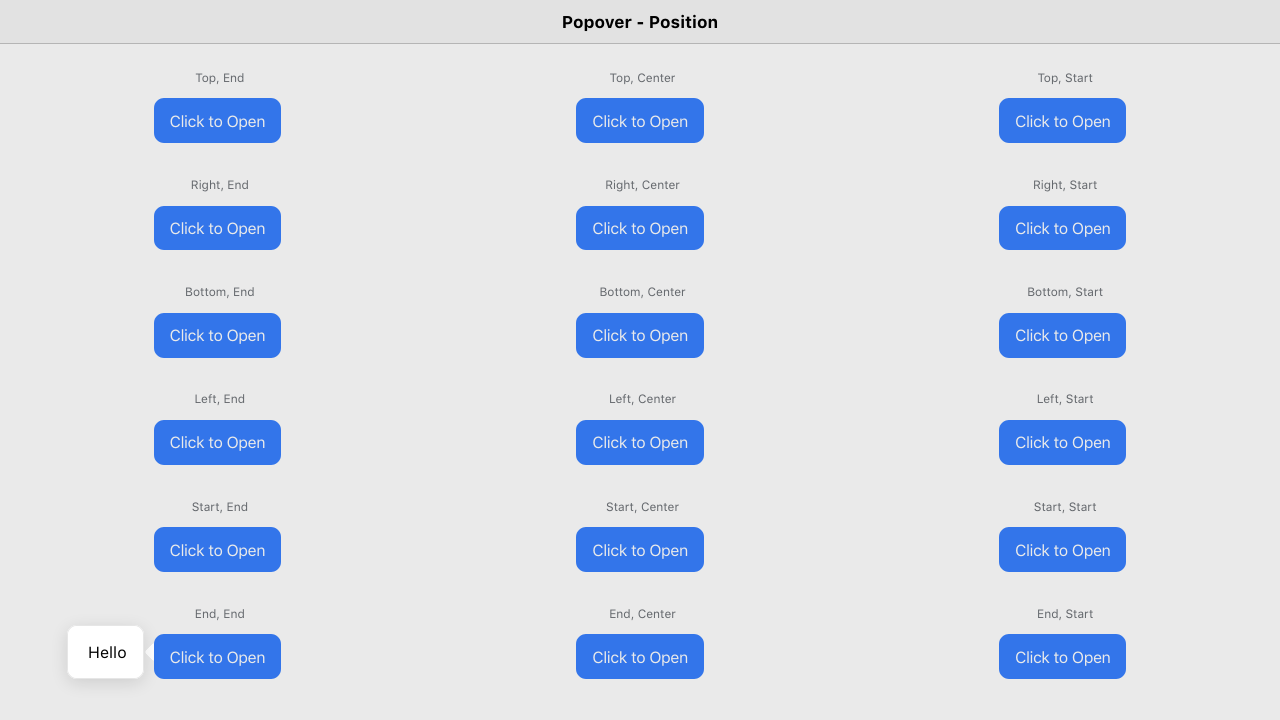 Popover - Position
Top, End
Top, Center
Top, Start
Click to Open
Click to Open
Click to Open
Right, End
Right, Center
Right, Start
Click to Open
Click to Open
Click to Open
Bottom, End
Bottom, Center
Bottom, Start
Click to Open
Click to Open
Click to Open
Left, End
Left, Center
Left, Start
Click to Open
Click to Open
Click to Open
Start, End
Start, Center
Start, Start
Click to Open
Click to Open
Click to Open
End, End
End, Center
End, Start
Hello
Click to Open
Click to Open
Click to Open